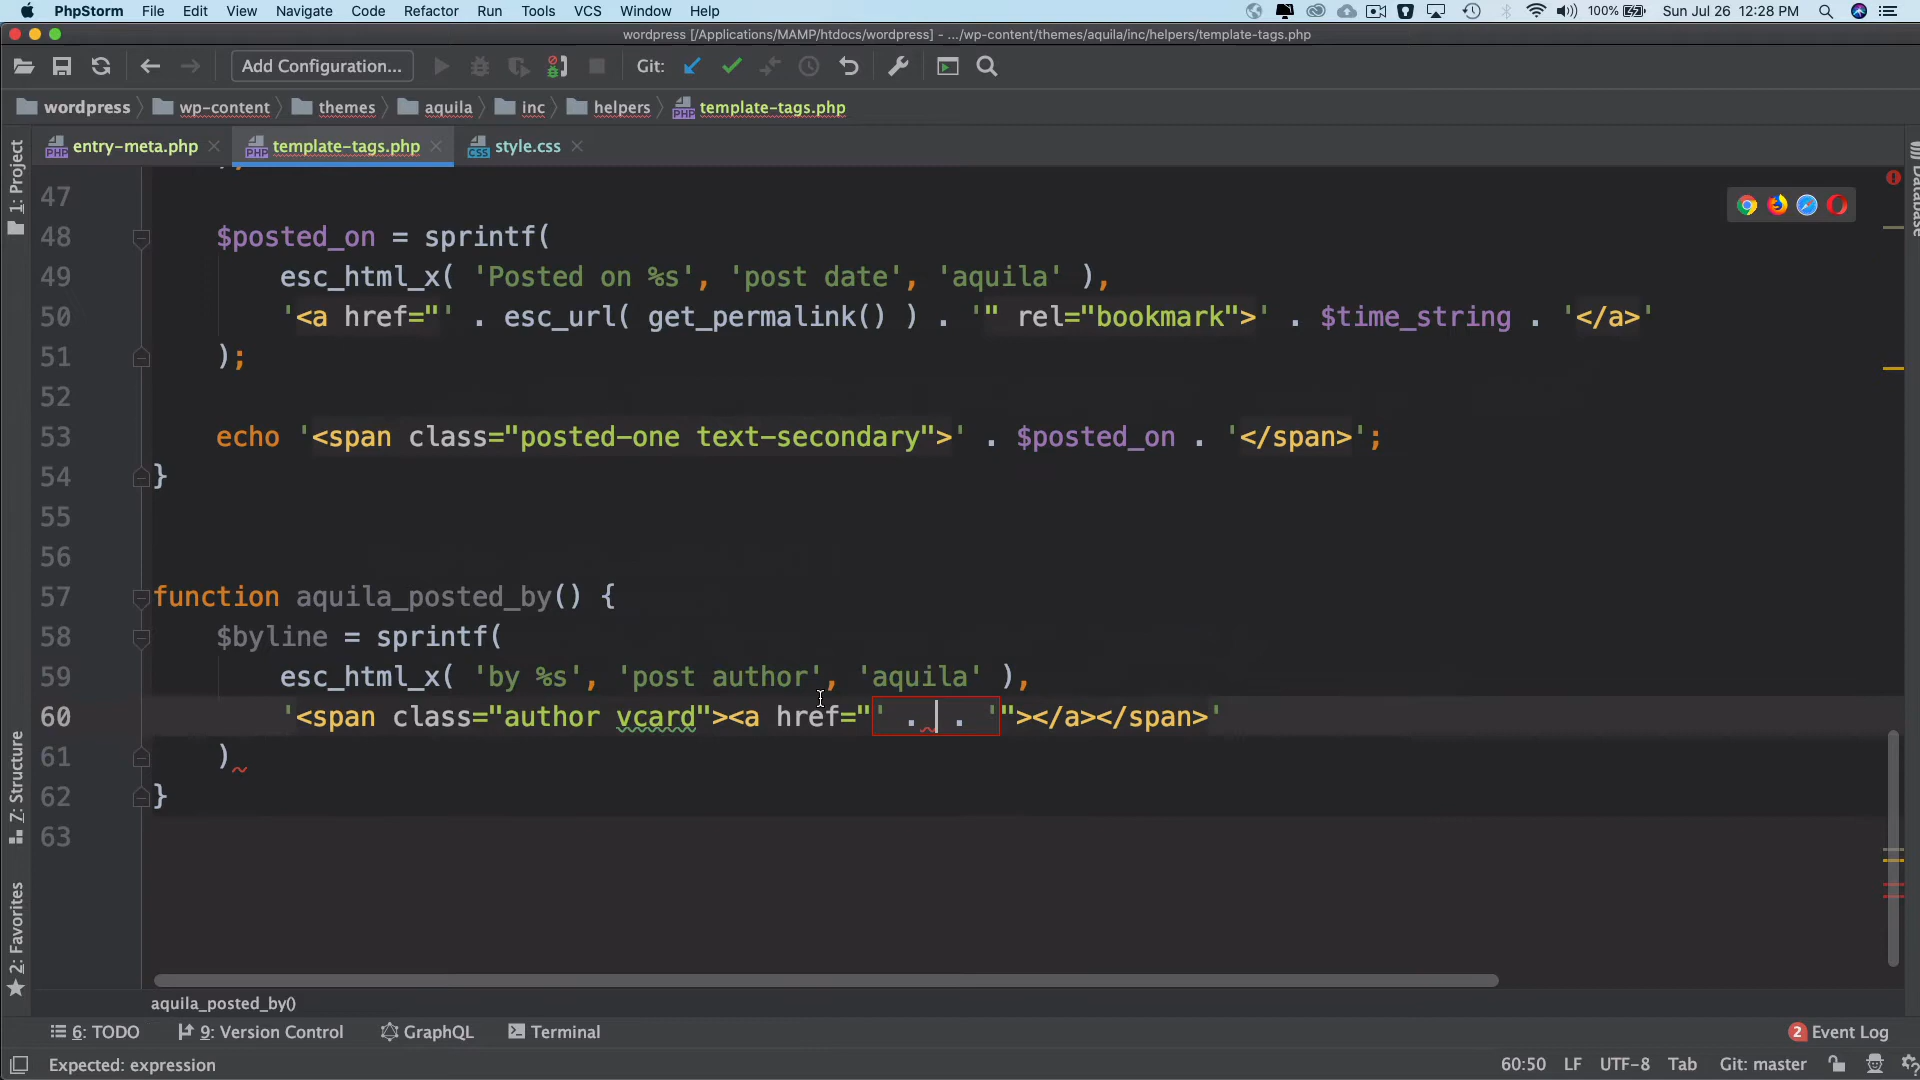 PhpStorm File Edit View Navigate Code Refactor Run Tools VCS Window Help 100% Sun Jul 26 12:28 PM
wordpress [/Applications/MAMP/htdocs/wordpress] - .../wp-content/themes/aquila/inc/helpers/template-tags.php
Add Configuration... Git:
wordpress wp-content themes aquila inc helpers template-tags.php
entry-meta.php template-tags.php style.css
1: Project
Database
47
48 $posted_on = sprintf(
49 esc_html_x( 'Posted on %s', 'post date', 'aquila' ),
50 '<a href="' . esc_url( get_permalink() ) . '" rel="bookmark">' . $time_string . '</a>'
51 );
52
53 echo '<span class="posted-one text-secondary">' . $posted_on . '</span>';
54 }
55
56
57 function aquila_posted_by() {
58 $byline = sprintf(
59 esc_html_x( 'by %s', 'post author', 'aquila' ),
60 '<span class="author vcard"><a href="' . . '"></a></span>'
61 )
62 }
63
Z: Structure
2: Favorites
aquila_posted_by()
6: TODO 9: Version Control GraphQL Terminal 2 Event Log
Expected: expression 60:50 LF UTF-8 Tab Git: master